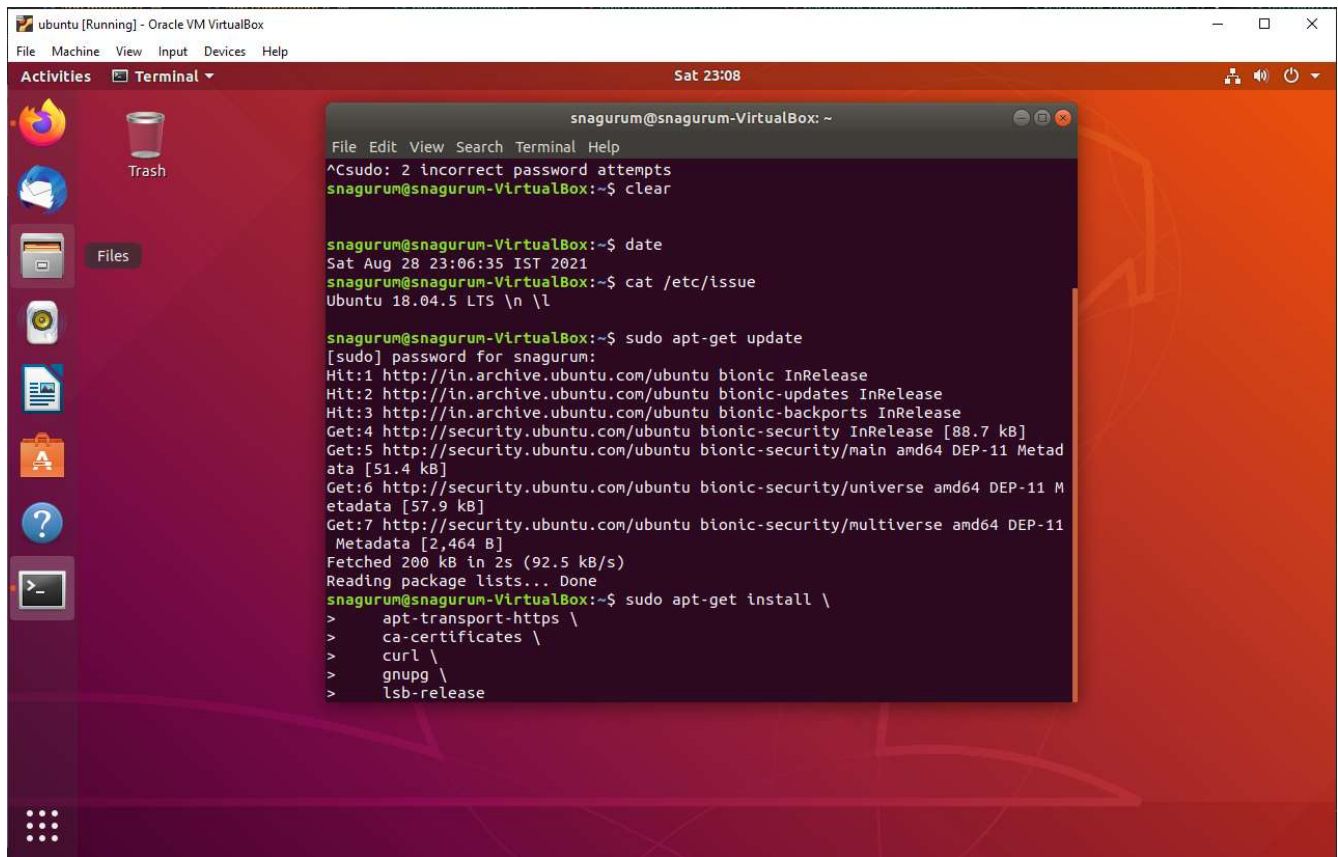 ubuntu [Running] - Oracle VM VirtualBox
File Machine View Input Devices Help
Activities Terminal Sat 23:08
Trash
Files
snagurum@snagurum-VirtualBox: ~
File Edit View Search Terminal Help
^Csudo: 2 incorrect password attempts
snagurum@snagurum-VirtualBox:~$ clear
snagurum@snagurum-VirtualBox:~$ date
Sat Aug 28 23:06:35 IST 2021
snagurum@snagurum-VirtualBox:~$ cat /etc/issue
Ubuntu 18.04.5 LTS \n \l
snagurum@snagurum-VirtualBox:~$ sudo apt-get update
[sudo] password for snagurum:
Hit:1 http://in.archive.ubuntu.com/ubuntu bionic InRelease
Hit:2 http://in.archive.ubuntu.com/ubuntu bionic-updates InRelease
Hit:3 http://in.archive.ubuntu.com/ubuntu bionic-backports InRelease
Get:4 http://security.ubuntu.com/ubuntu bionic-security InRelease [88.7 kB]
Get:5 http://security.ubuntu.com/ubuntu bionic-security/main amd64 DEP-11 Metad
ata [51.4 kB]
Get:6 http://security.ubuntu.com/ubuntu bionic-security/universe amd64 DEP-11 M
etadata [57.9 kB]
Get:7 http://security.ubuntu.com/ubuntu bionic-security/multiverse amd64 DEP-11
 Metadata [2,464 B]
Fetched 200 kB in 2s (92.5 kB/s)
Reading package lists... Done
snagurum@snagurum-VirtualBox:~$ sudo apt-get install \
>     apt-transport-https \
>     ca-certificates \
>     curl \
>     gnupg \
>     lsb-release